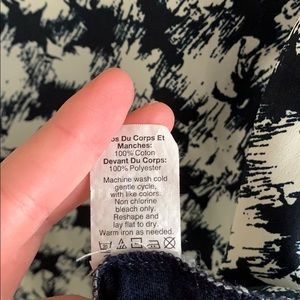 os Du Corps Et
Manches:
100% Coton
Devant Du Corps:
100% Polyester
Machine wash cold
gentle cycle,
with like colors.
Non chlorine
bleach only.
Reshape and
lay flat to dry.
Warm iron as needed.